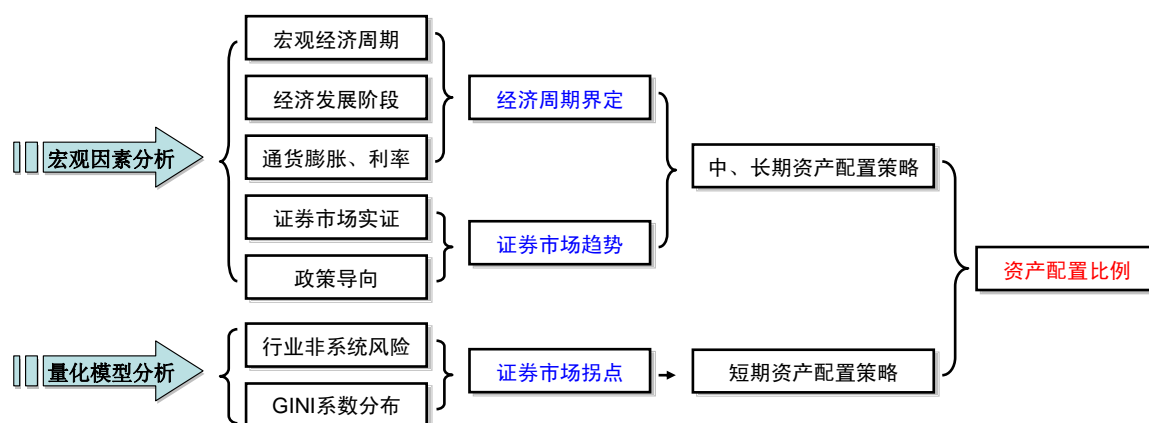 宏观因素分析
宏观经济周期
经济发展阶段
通货膨胀、利率
证券市场实证
政策导向
经济周期界定
证券市场趋势
中、长期资产配置策略
量化模型分析
行业非系统风险
GINI系数分布
证券市场拐点
短期资产配置策略
资产配置比例